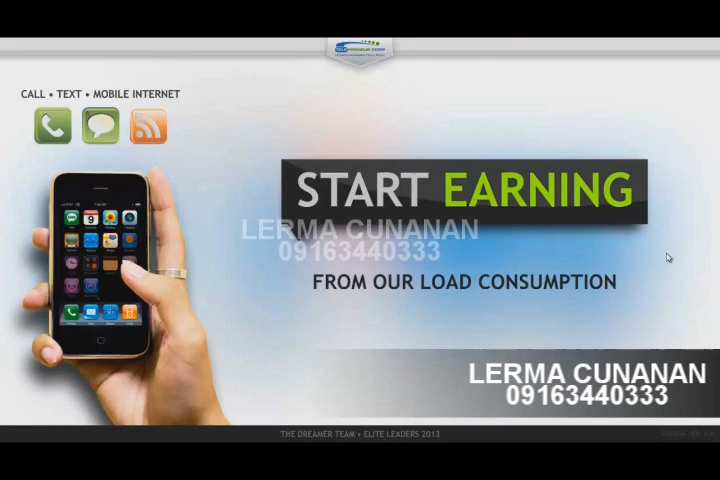 CALL • TEXT • MOBILE INTERNET
START EARNING
LERMA CUNANAN
09163440333
FROM OUR LOAD CONSUMPTION
LERMA CUNANAN
09163440333
THE DREAMER TEAM • ELITE LEADERS 2013